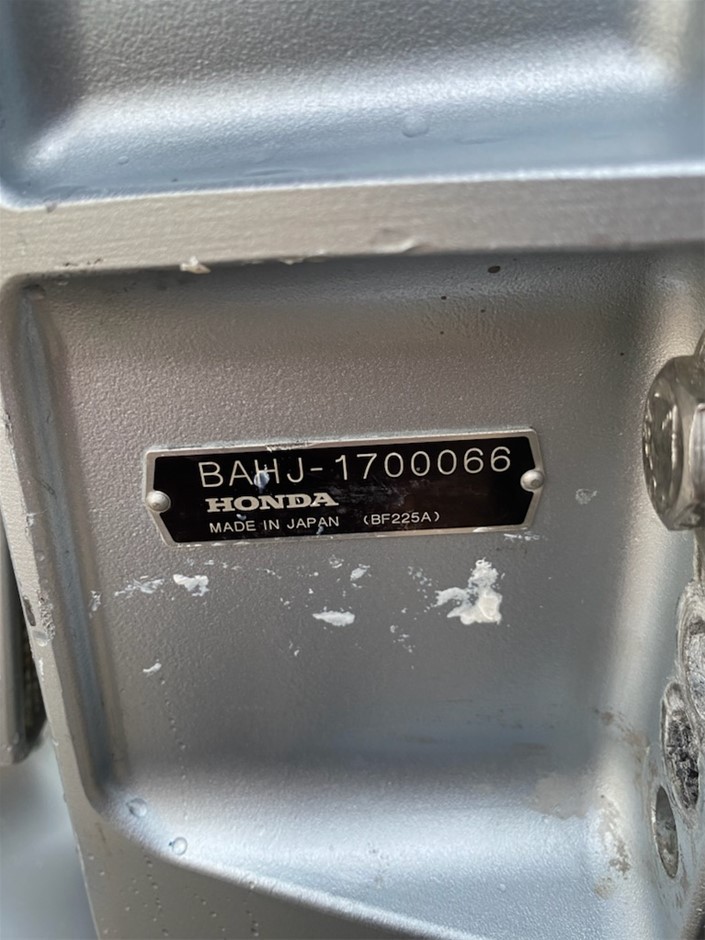 BAHJ-1700066
HONDA
MADE IN JAPAN (BF225A)